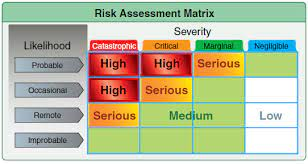 Risk Assessment Matrix
Severity
Likelihood
Catastrophic Critical Marginal Negligible
Probable High High Serious
Occasional High Serious
Remote Serious Medium Low
Improbable